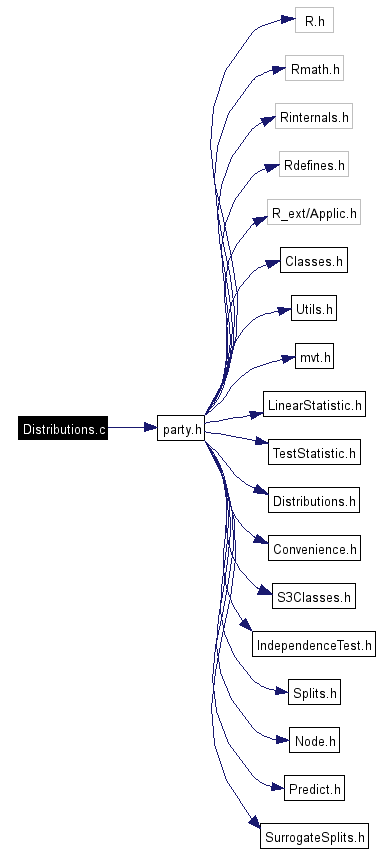 R.h
Rmath.h
Rinternals.h
Rdefines.h
R_ext/Applic.h
Classes.h
Utils.h
mvt.h
LinearStatistic.h
Distributions.c
party.h
TestStatistic.h
Distributions.h
Convenience.h
S3Classes.h
IndependenceTest.h
Splits.h
Node.h
Predict.h
SurrogateSplits.h